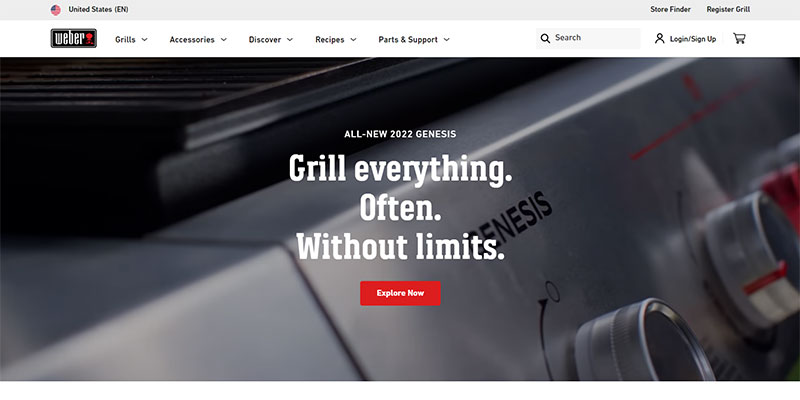 United States (EN)
Store Finder
Register Grill
weber
Grills
Accessories
Discover
Recipes
Parts & Support
Search
Login/Sign Up
ALL-NEW 2022 GENESIS
Grill everything.
Often.
Without limits.
GENESIS
Explore Now